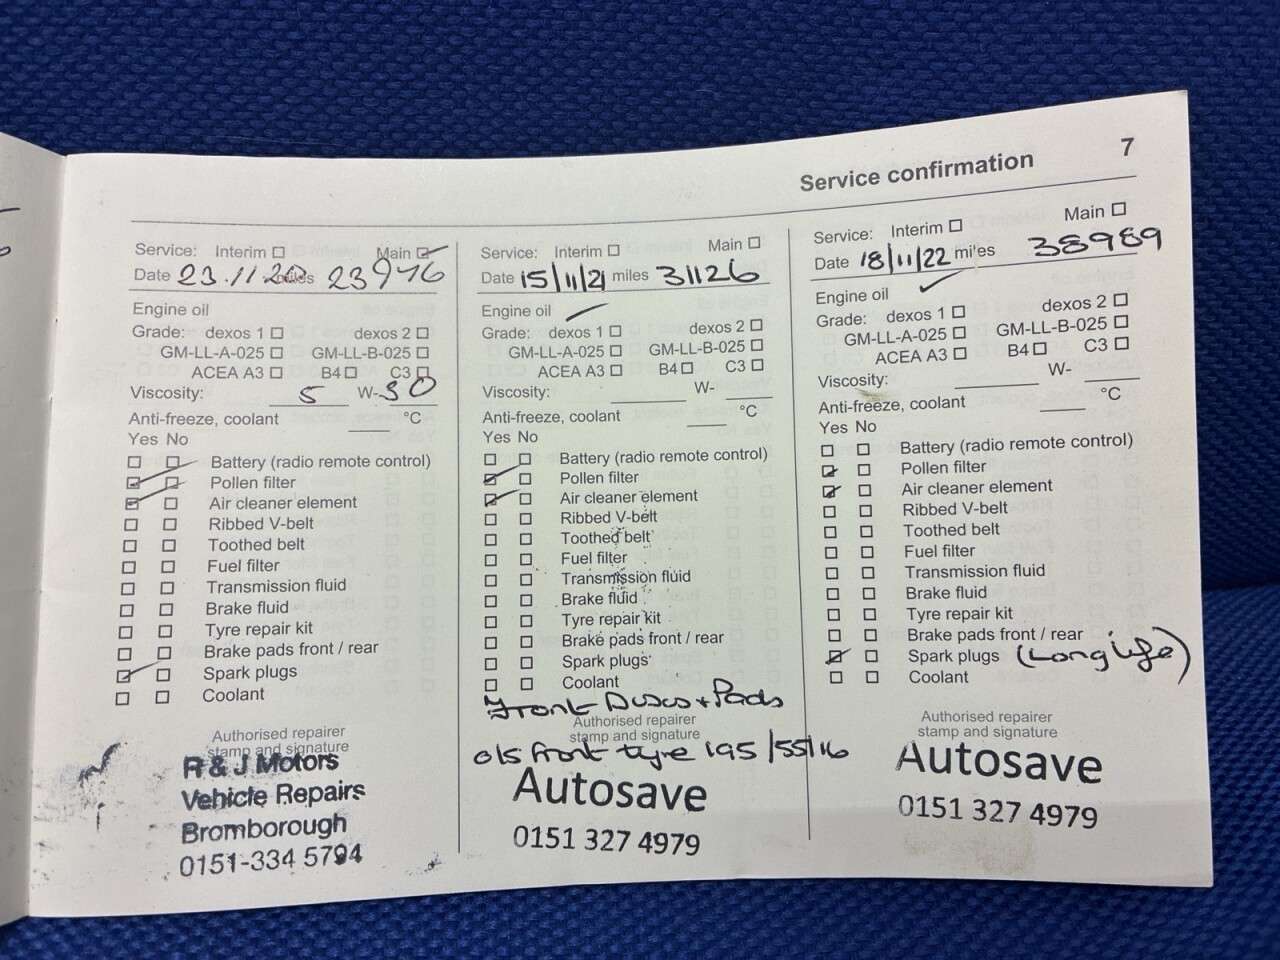 7
Service confirmation
Service: Interim Main
Date 23.11.20 miles 23976
Engine oil
Grade: dexos 1 dexos 2
GM-LL-A-025 GM-LL-B-025
ACEA A3 B4 C3
Viscosity: 5 W-30
Anti-freeze, coolant °C
Yes No
Battery (radio remote control)
Pollen filter
Air cleaner element
Ribbed V-belt
Toothed belt
Fuel filter
Transmission fluid
Brake fluid
Tyre repair kit
Brake pads front / rear
Spark plugs
Coolant
Authorised repairer
stamp and signature
R & J Motors
Vehicle Repairs
Bromborough
0151-334 5794
Service: Interim Main
Date 15/11/21 miles 31126
Engine oil
Grade: dexos 1 dexos 2
GM-LL-A-025 GM-LL-B-025
ACEA A3 B4 C3
Viscosity: W-
Anti-freeze, coolant °C
Yes No
Battery (radio remote control)
Pollen filter
Air cleaner element
Ribbed V-belt
Toothed belt
Fuel filter
Transmission fluid
Brake fluid
Tyre repair kit
Brake pads front / rear
Spark plugs
Coolant
Front Discs + Pads
Authorised repairer
stamp and signature
o/s front tyre 195/55/16
Autosave
0151 327 4979
Service: Interim Main
Date 18/11/22 miles 38989
Engine oil
Grade: dexos 1 dexos 2
GM-LL-A-025 GM-LL-B-025
ACEA A3 B4 C3
Viscosity: W-
Anti-freeze, coolant °C
Yes No
Battery (radio remote control)
Pollen filter
Air cleaner element
Ribbed V-belt
Toothed belt
Fuel filter
Transmission fluid
Brake fluid
Tyre repair kit
Brake pads front / rear
Spark plugs (Long Life)
Coolant
Authorised repairer
stamp and signature
Autosave
0151 327 4979